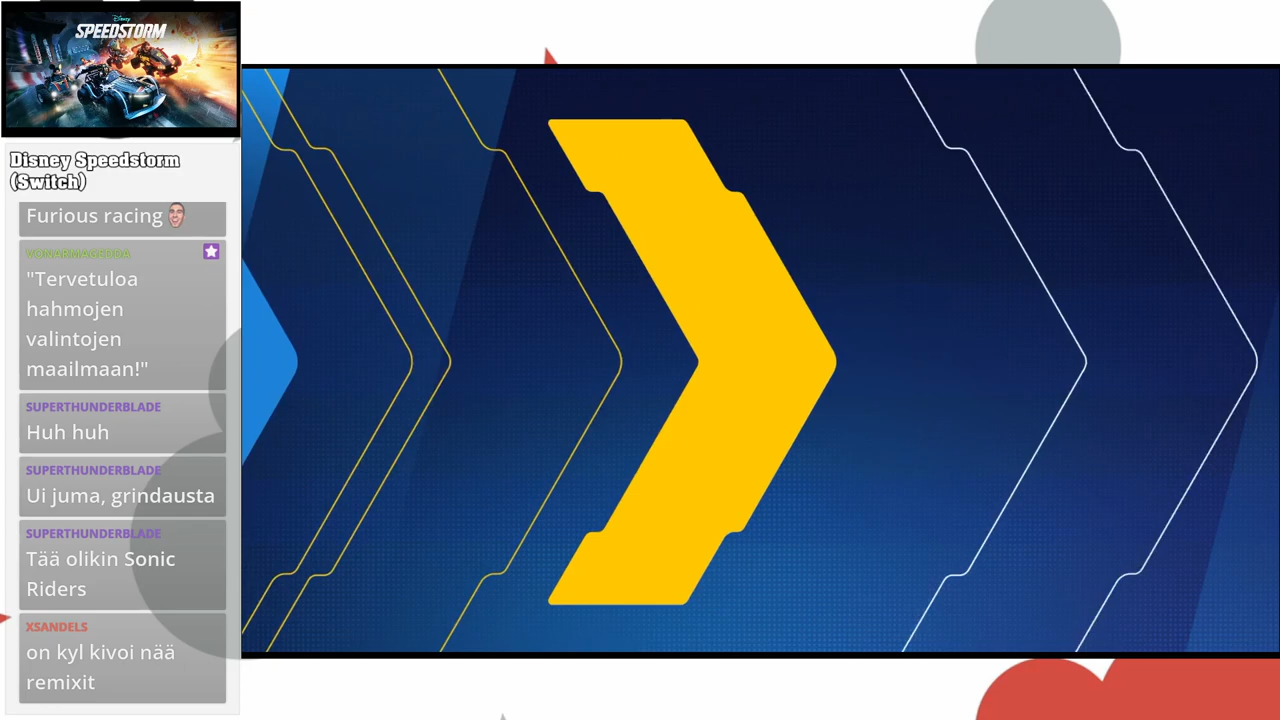 Disney
SPEEDSTORM
Disney Speedstorm
(Switch)
Furious racing
VONARMAGEDDA
"Tervetuloa
hahmojen
valintojen
maailmaan!"
SUPERTHUNDERBLADE
Huh huh
SUPERTHUNDERBLADE
Ui juma, grindausta
SUPERTHUNDERBLADE
Tää olikin Sonic
Riders
XSANDELS
on kyl kivoi nää
remixit